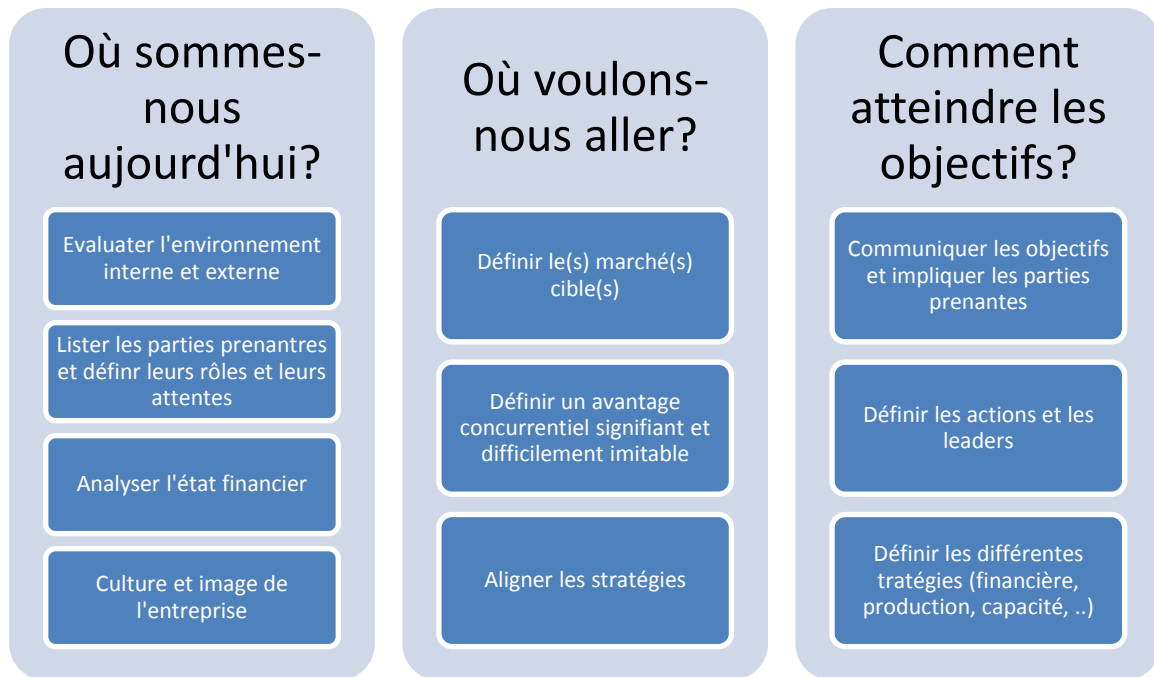 Où sommes-
nous
aujourd'hui?
Evaluater l'environnement
interne et externe
Lister les parties prenantres
et définr leurs rôles et leurs
attentes
Analyser l'état financier
Culture et image de
l'entreprise
Où voulons-
nous aller?
Définir le(s) marché(s)
cible(s)
Définir un avantage
concurrentiel signifiant et
difficilement imitable
Aligner les stratégies
Comment
atteindre les
objectifs?
Communiquer les objectifs
et impliquer les parties
prenantes
Définir les actions et les
leaders
Définir les différentes
tratégies (financière,
production, capacité, ..)